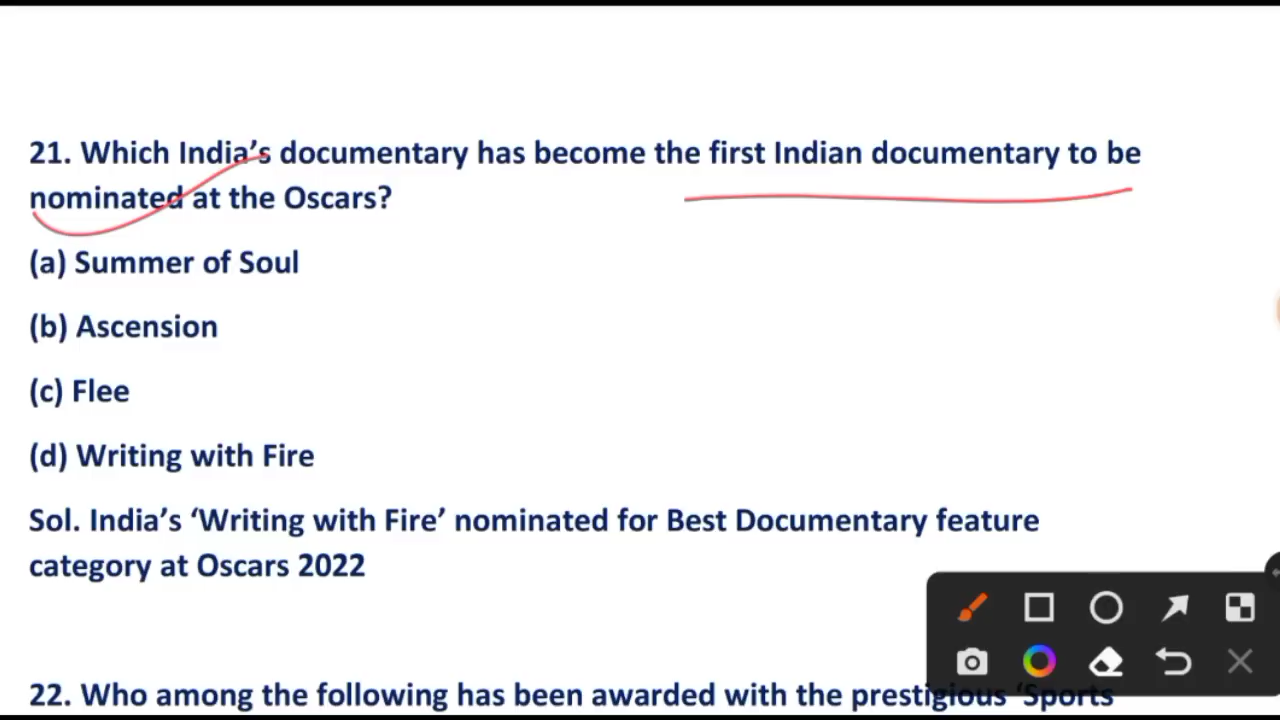 21. Which India’s documentary has become the first Indian documentary to be
nominated at the Oscars?
(a) Summer of Soul
(b) Ascension
(c) Flee
(d) Writing with Fire
Sol. India’s ‘Writing with Fire’ nominated for Best Documentary feature
category at Oscars 2022
22. Who among the following has been awarded with the prestigious ‘Sports